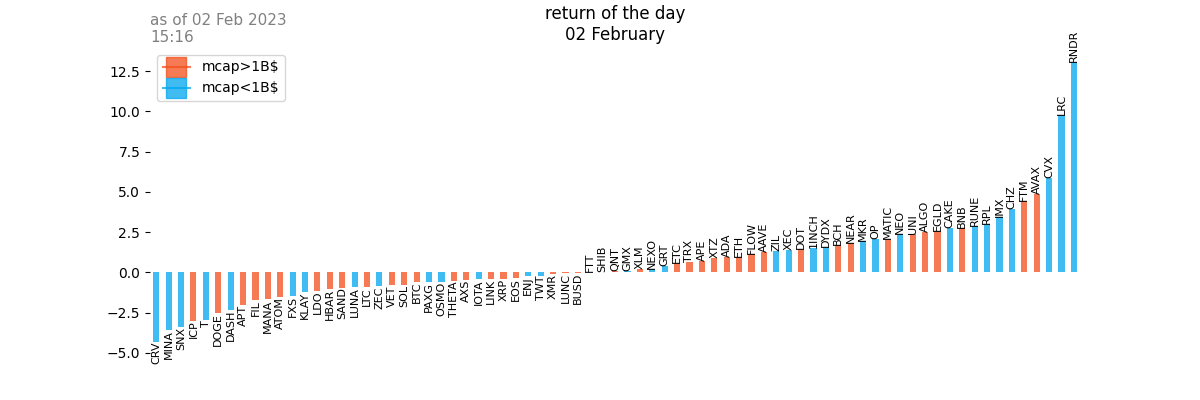 as of 02 Feb 2023
15:16
return of the day
02 February
mcap>1B$
mcap<1B$
12.5
10.0
7.5
5.0
2.5
0.0
−2.5
−5.0
CRV
MINA
SNX
ICP
T
DOGE
DASH
APT
FIL
MANA
ATOM
FXS
KLAY
LDO
HBAR
SAND
LUNA
LTC
ZEC
VET
SOL
BTC
PAXG
OSMO
THETA
AXS
IOTA
LINK
XRP
EOS
ENJ
TWT
XMR
LUNC
BUSD
FTT
SHIB
QNT
GMX
XLM
NEXO
GRT
ETC
TRX
APE
XTZ
ADA
ETH
FLOW
AAVE
ZIL
XEC
DOT
1INCH
DYDX
BCH
NEAR
MKR
OP
MATIC
NEO
UNI
ALGO
EGLD
CAKE
BNB
RUNE
RPL
IMX
CHZ
FTM
AVAX
CVX
LRC
RNDR